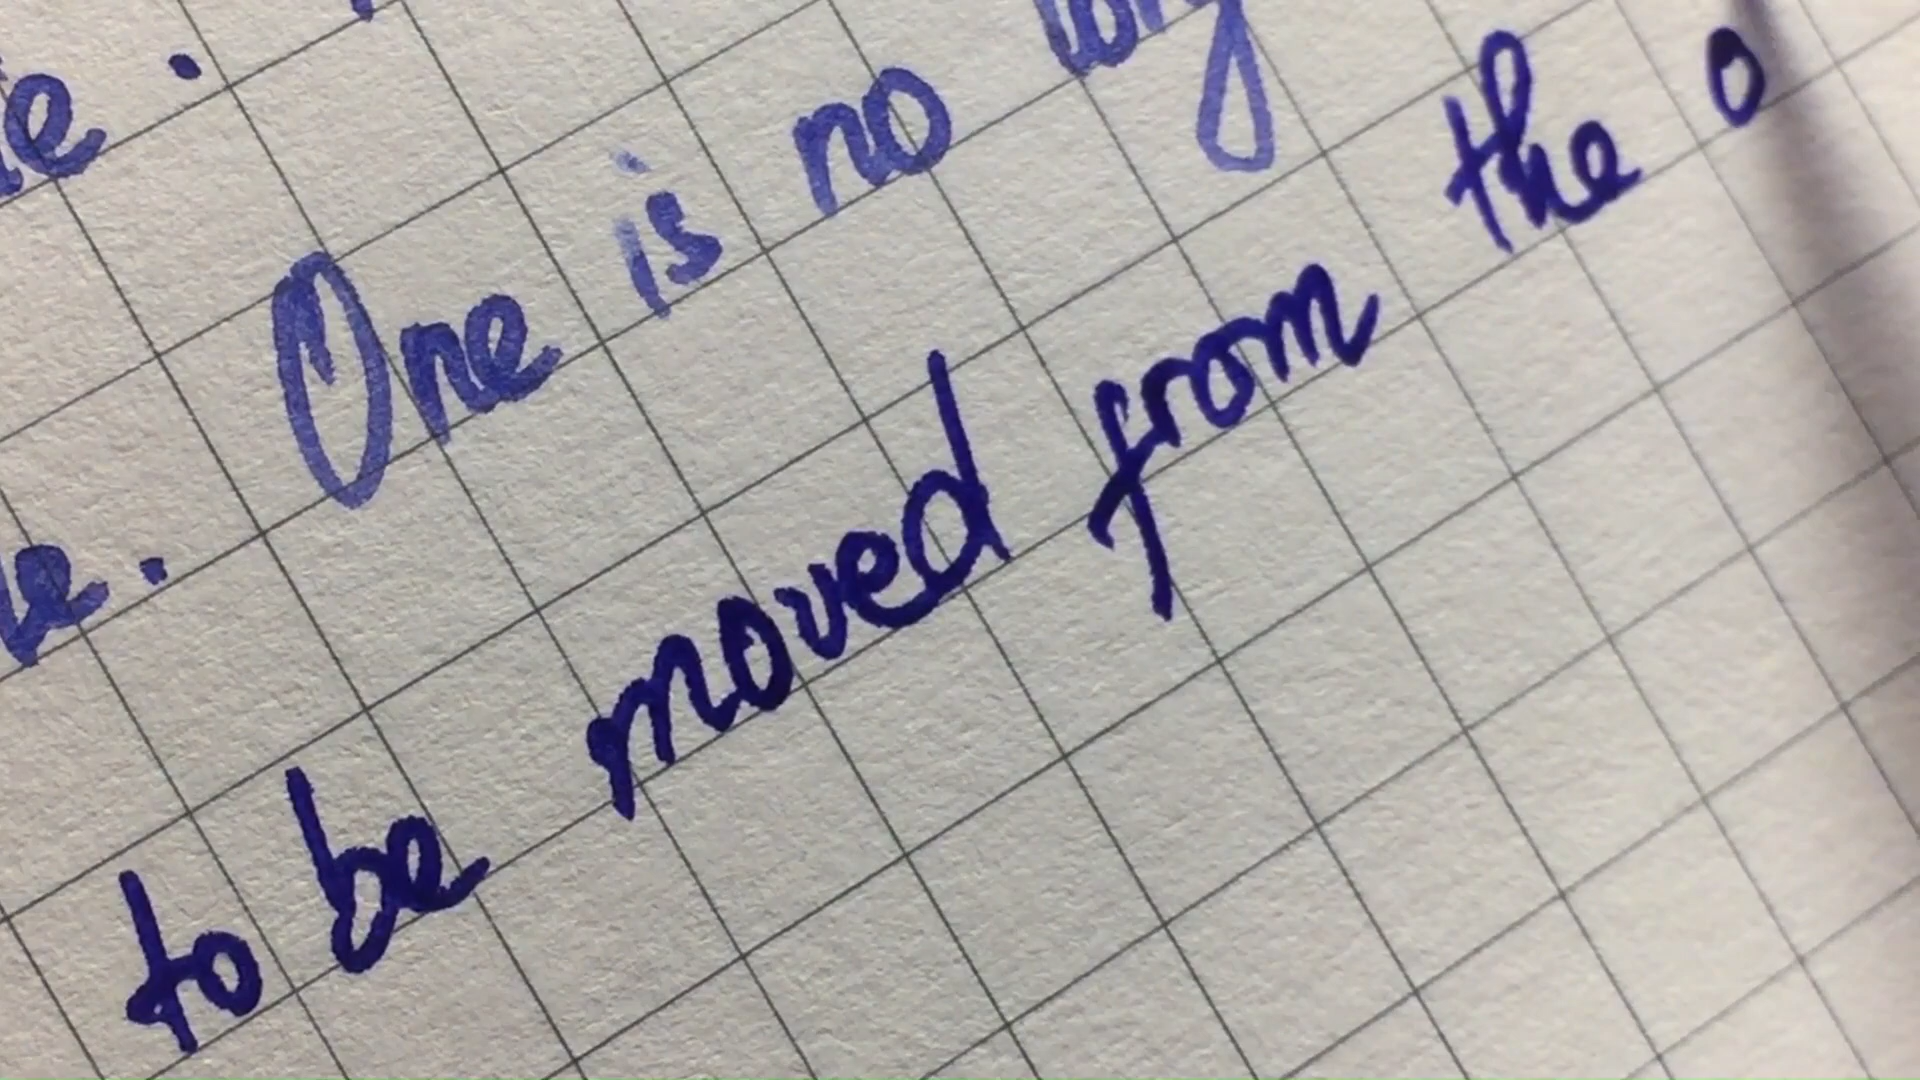 One is no
to be moved from the o